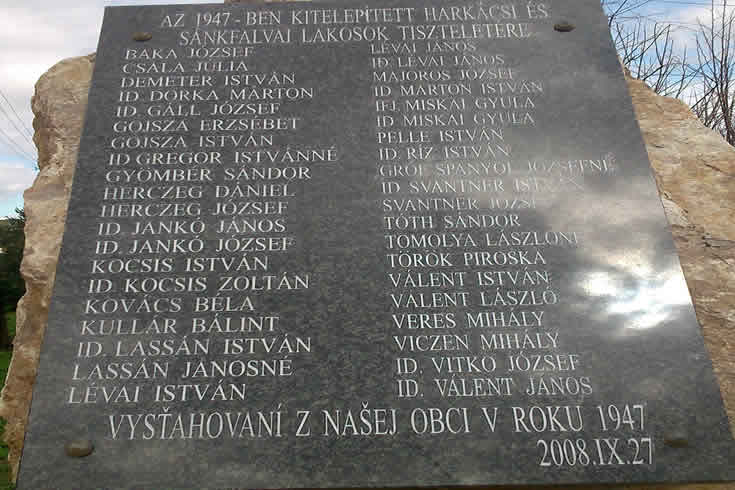 AZ 1947-BEN KITELEPÍTETT HARKÁCSI ÉS
SÁNKFALVAI LAKOSOK TISZTELETÉRE
BAKA JÓZSEF
CSALA JÚLIA
DEMETER ISTVÁN
ID. DORKA MÁRTON
ID. GÁLL JÓZSEF
GOJSZA ERZSÉBET
GOJSZA ISTVÁN
ID GREGOR ISTVÁNNÉ
GYÖMBÉR SÁNDOR
HERCZEG DÁNIEL
HERCZEG JÓZSEF
ID. JANKÓ JÁNOS
ID. JANKÓ JÓZSEF
KOCSIS ISTVÁN
ID. KOCSIS ZOLTÁN
KOVÁCS BÉLA
KULLÁR BÁLINT
ID. LASSÁN ISTVÁN
LASSÁN JÁNOSNÉ
LÉVAI ISTVÁN
LÉVAI JÁNOS
ID LÉVAI JÁNOS
MAJOROS JÓZSEF
ID. MÁRTON ISTVÁN
IFJ. MISKAI GYULA
ID. MISKAI GYULA
PELLE ISTVÁN
ID. RIZ ISTVÁN
GRÓF SPANYOL JÓZSEFNÉ
ID SVANTNER ISTVÁN
SVANTNER JÓZSEF
TÓTH SÁNDOR
TOMOLYA LÁSZLÓNÉ
TÖRÖK PIROSKA
VÁLENT ISTVÁN
VÁLENT LÁSZLÓ
VERES MIHÁLY
VICZEN MIHÁLY
ID. VITKO JÓZSEF
ID. VÁLENT JÁNOS
VYSŤAHOVANÍ Z NAŠEJ OBCI V ROKU 1947
2008.IX.27